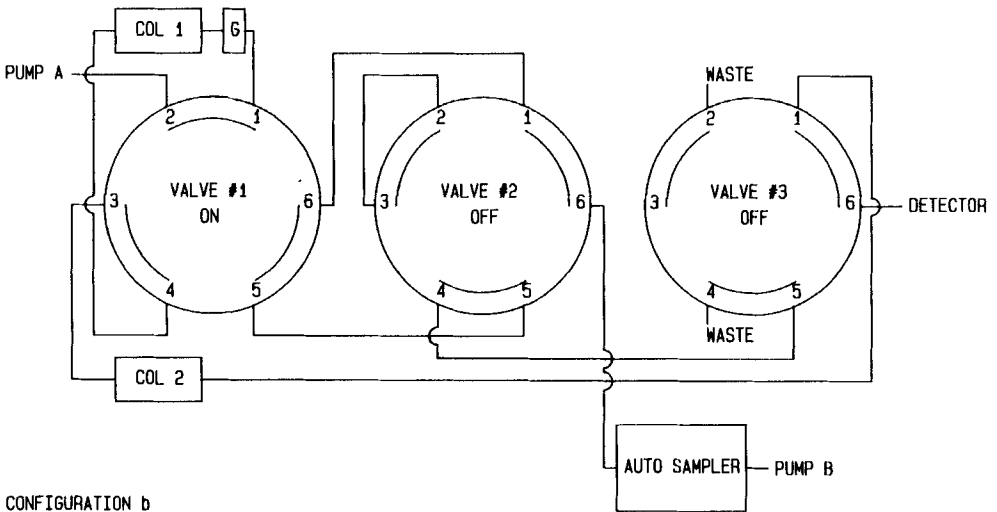 COL 1
G
PUMP A
WASTE
2
1
2
1
2
1
VALVE #1
ON
VALVE #2
OFF
VALVE #3
OFF
3
6
3
6
3
6
DETECTOR
4
5
4
5
4
5
WASTE
COL 2
AUTO SAMPLER
PUMP B
CONFIGURATION b